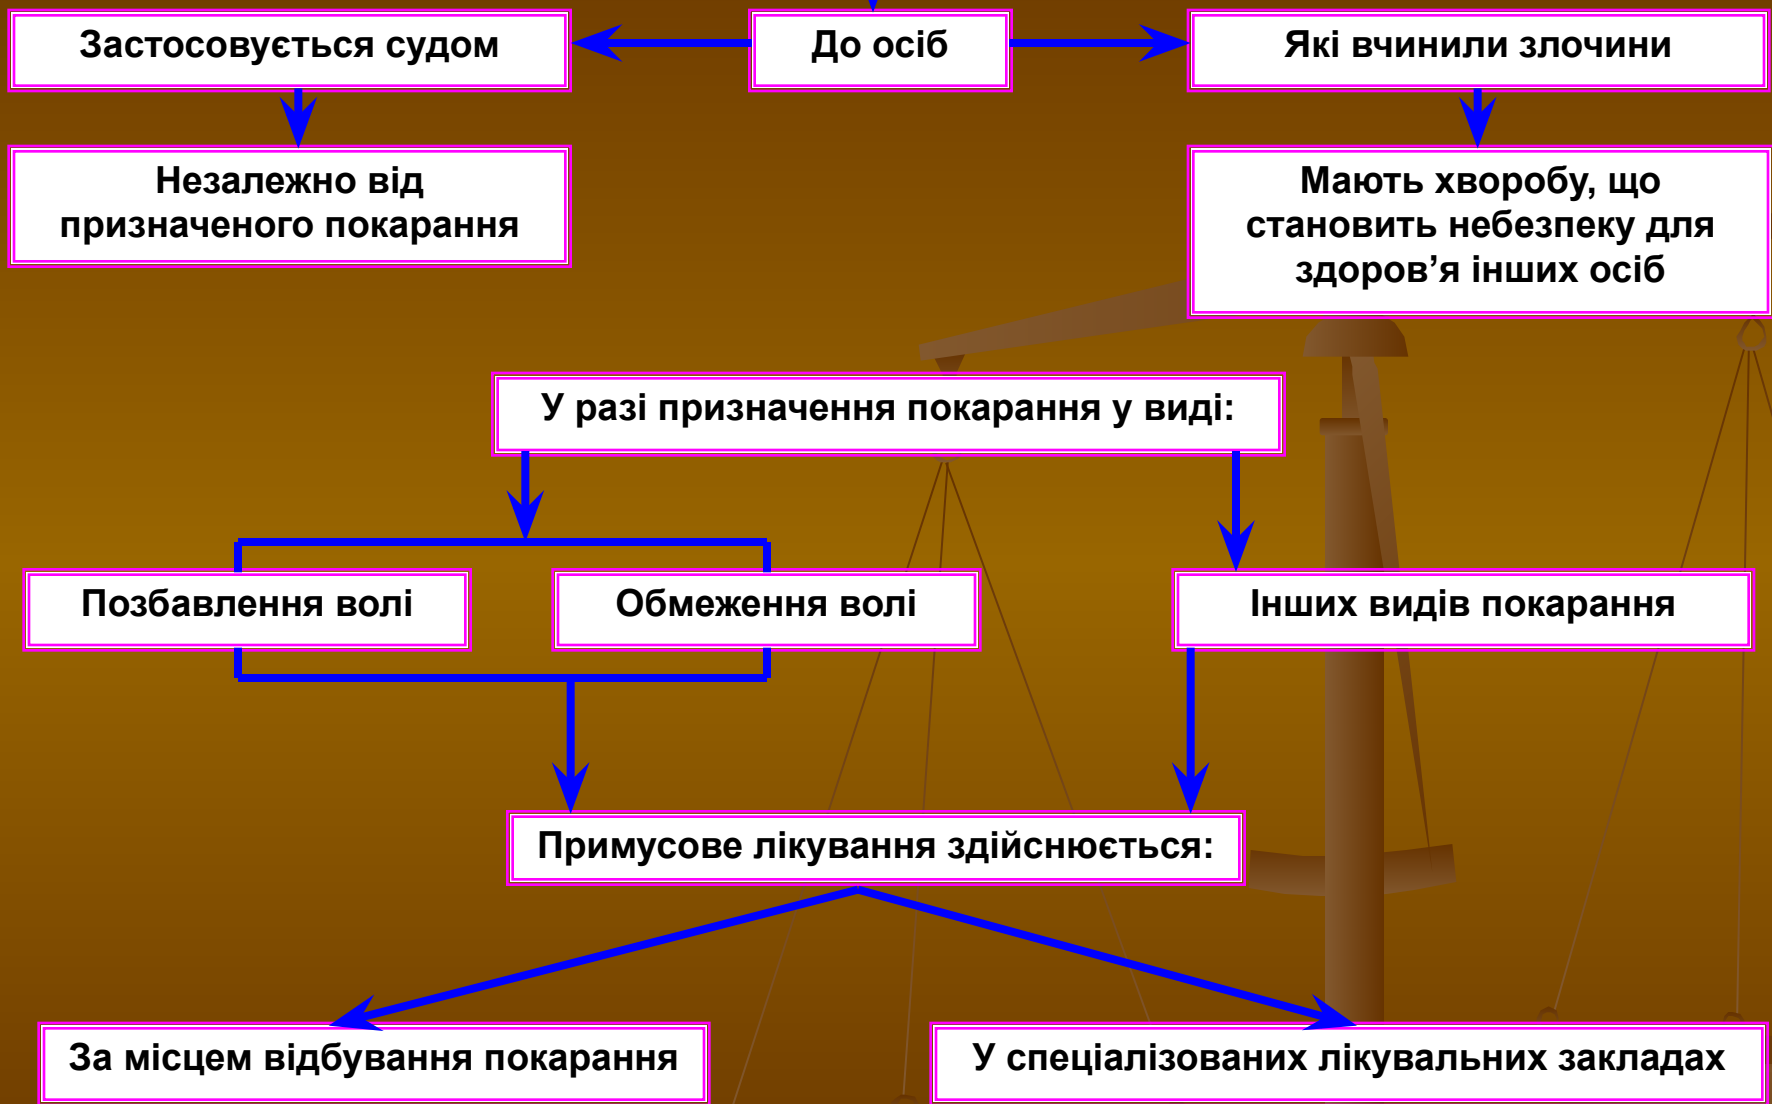 Застосовується судом
До осіб
Які вчинили злочини
Незалежно від
призначеного покарання
Мають хворобу, що
становить небезпеку для
здоров’я інших осіб
У разі призначення покарання у виді:
Позбавлення волі
Обмеження волі
Інших видів покарання
Примусове лікування здійснюється:
За місцем відбування покарання
У спеціалізованих лікувальних закладах